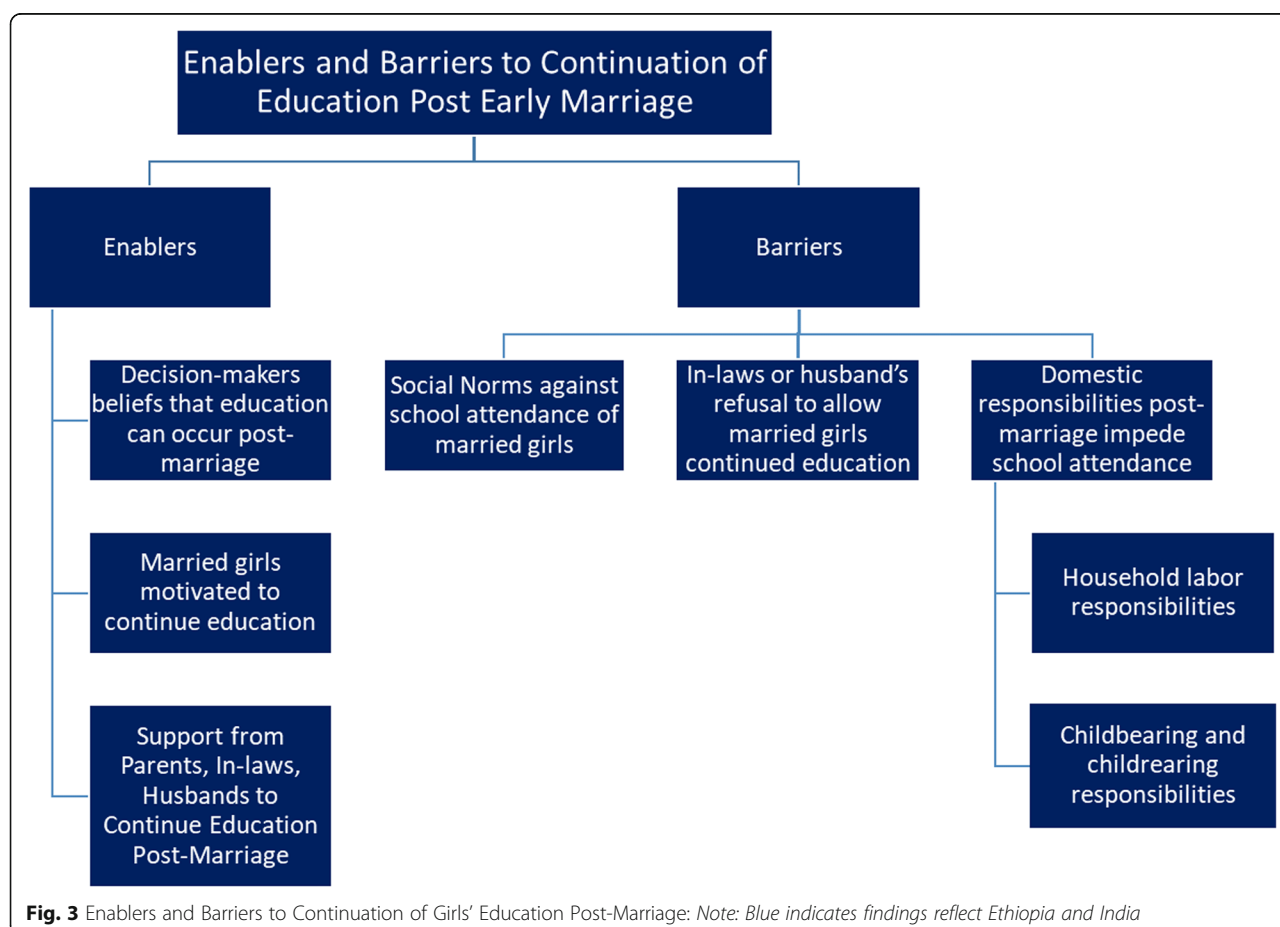 Enablers and Barriers to Continuation of
Education Post Early Marriage
Enablers
Barriers
Decision-makers
beliefs that education
can occur post-
marriage
Married girls
motivated to
continue education
Support from
Parents, In-laws,
Husbands to
Continue Education
Post-Marriage
Social Norms against
school attendance of
married girls
In-laws or husband's
refusal to allow
married girls
continued education
Domestic
responsibilities post-
marriage impede
school attendance
Household labor
responsibilities
Childbearing and
childrearing
responsibilities
Fig. 3 Enablers and Barriers to Continuation of Girls' Education Post-Marriage: Note: Blue indicates findings reflect Ethiopia and India